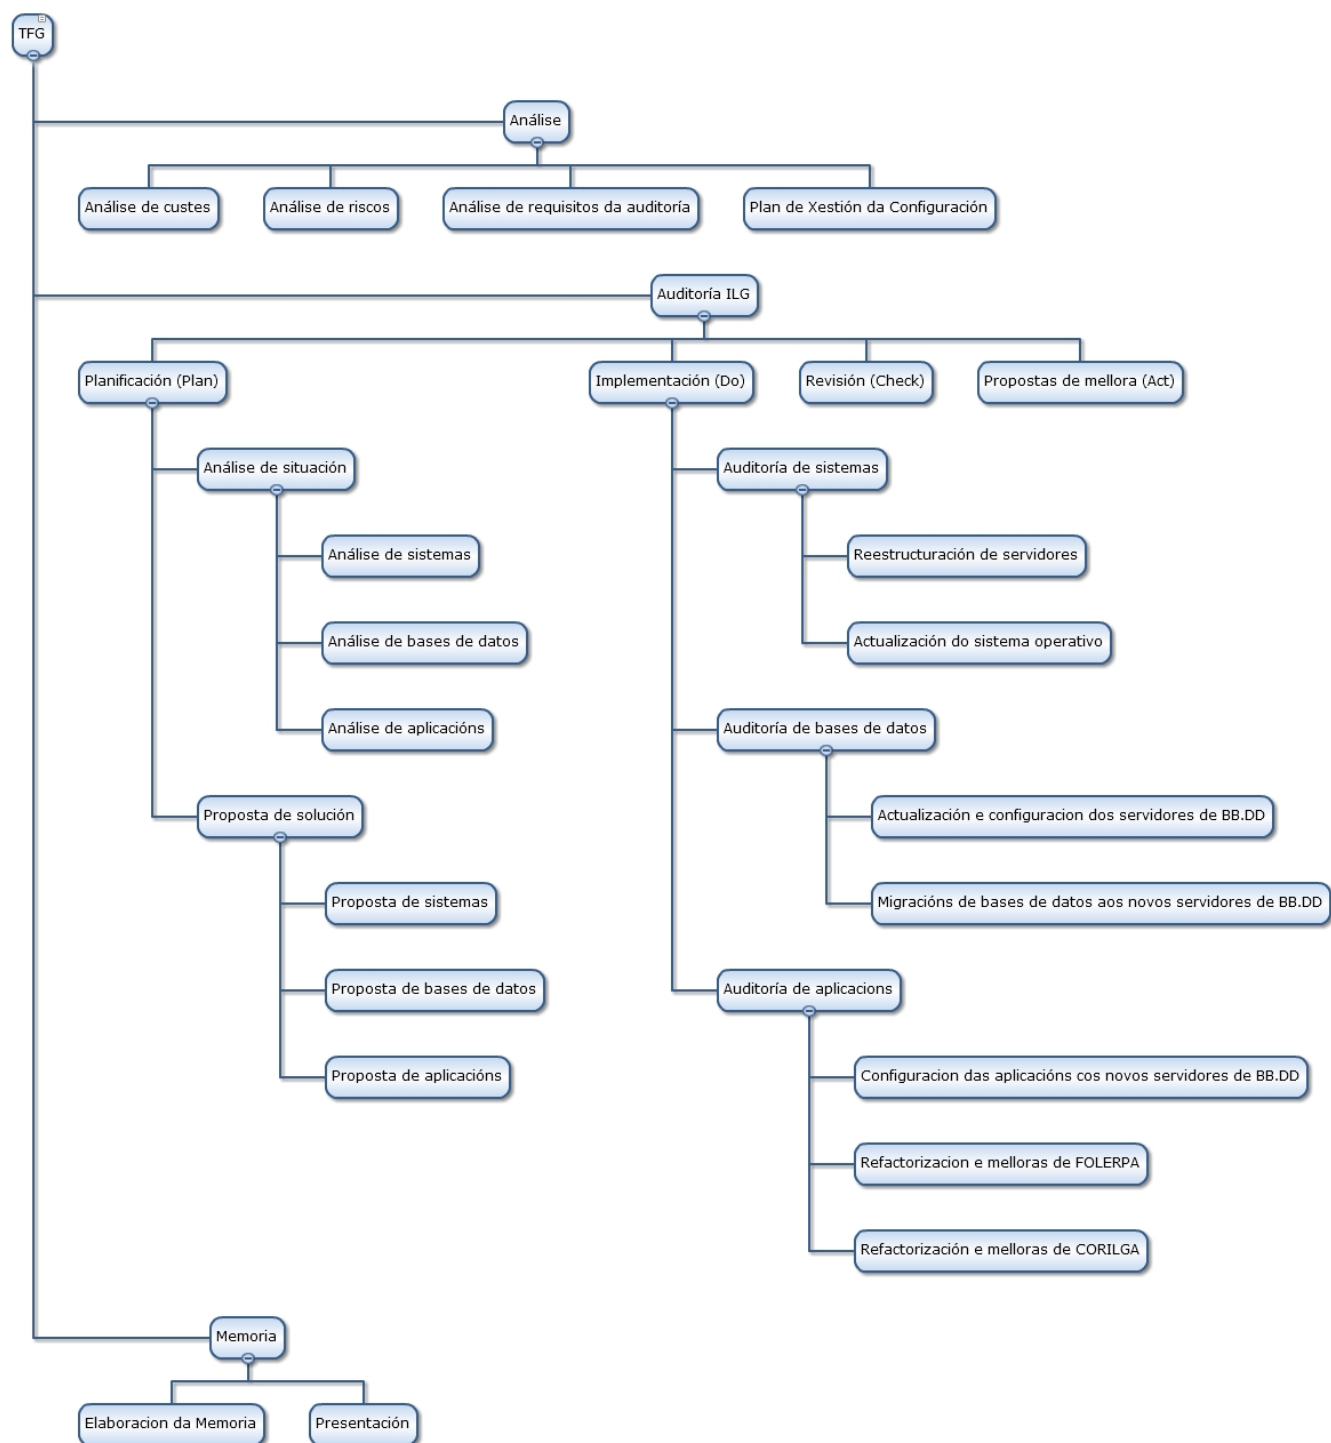 TFG
Análise
Análise de custes
Análise de riscos
Análise de requisitos da auditoría
Plan de Xestión da Configuración
Auditoría ILG
Planificación (Plan)
Implementación (Do)
Revisión (Check)
Propostas de mellora (Act)
Análise de situación
Análise de sistemas
Análise de bases de datos
Análise de aplicacións
Proposta de solución
Proposta de sistemas
Proposta de bases de datos
Proposta de aplicacións
Auditoría de sistemas
Reestructuración de servidores
Actualización do sistema operativo
Auditoría de bases de datos
Actualización e configuracion dos servidores de BB.DD
Migracións de bases de datos aos novos servidores de BB.DD
Auditoría de aplicacions
Configuracion das aplicacións cos novos servidores de BB.DD
Refactorizacion e melloras de FOLERPA
Refactorización e melloras de CORILGA
Memoria
Elaboracion da Memoria
Presentación